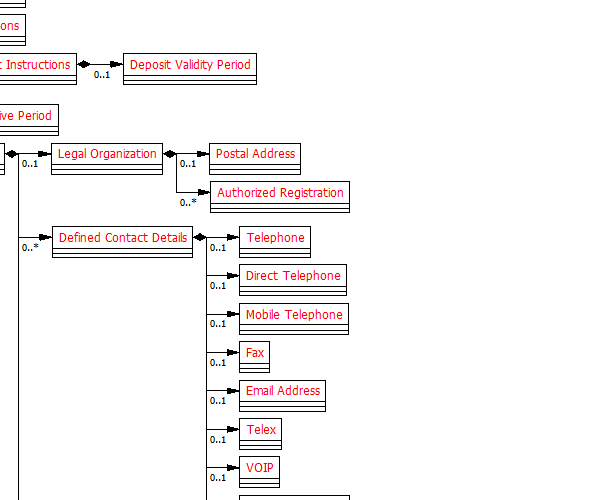 ons
t Instructions
0..1
Deposit Validity Period
ive Period
0..1
Legal Organization
0..1
Postal Address
0..*
Authorized Registration
0..*
Defined Contact Details
0..1
Telephone
0..1
Direct Telephone
0..1
Mobile Telephone
0..1
Fax
0..1
Email Address
0..1
Telex
0..1
VOIP